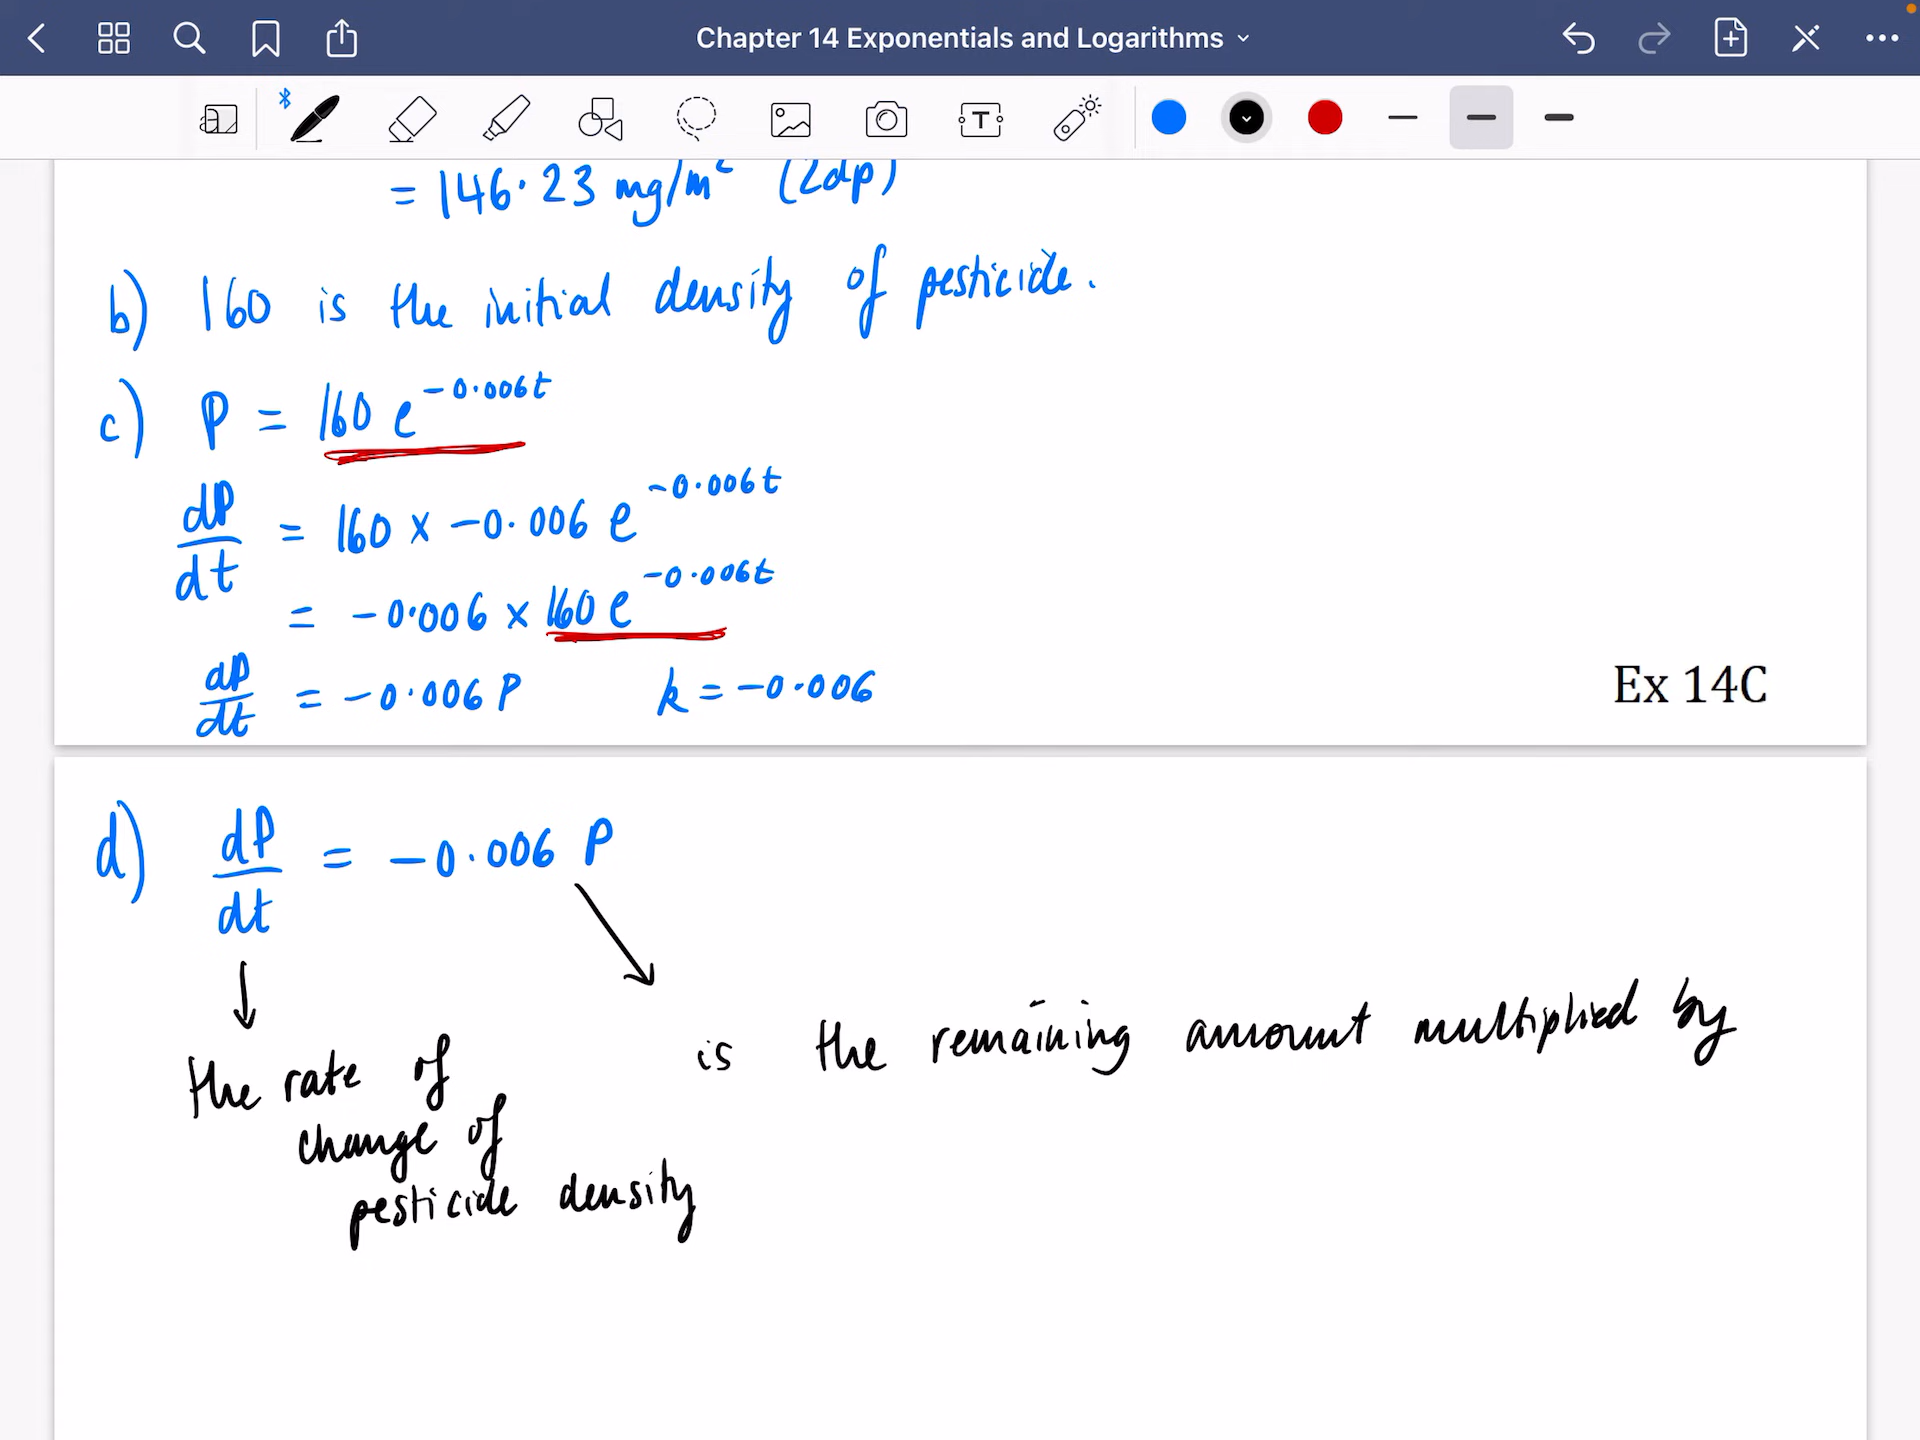 Chapter 14 Exponentials and Logarithms
= 146.23 mg/m² (2dp)
b) 160 is the initial density of pesticide.
c) P = 160 e^{-0.006t}
dP/dt = 160 × -0.006 e^{-0.006t}
= -0.006 × 160 e^{-0.006t}
dP/dt = -0.006 P k = -0.006
Ex 14C
d) dP/dt = -0.006 P
is the remaining amount multiplied by
the rate of
change of
pesticide density